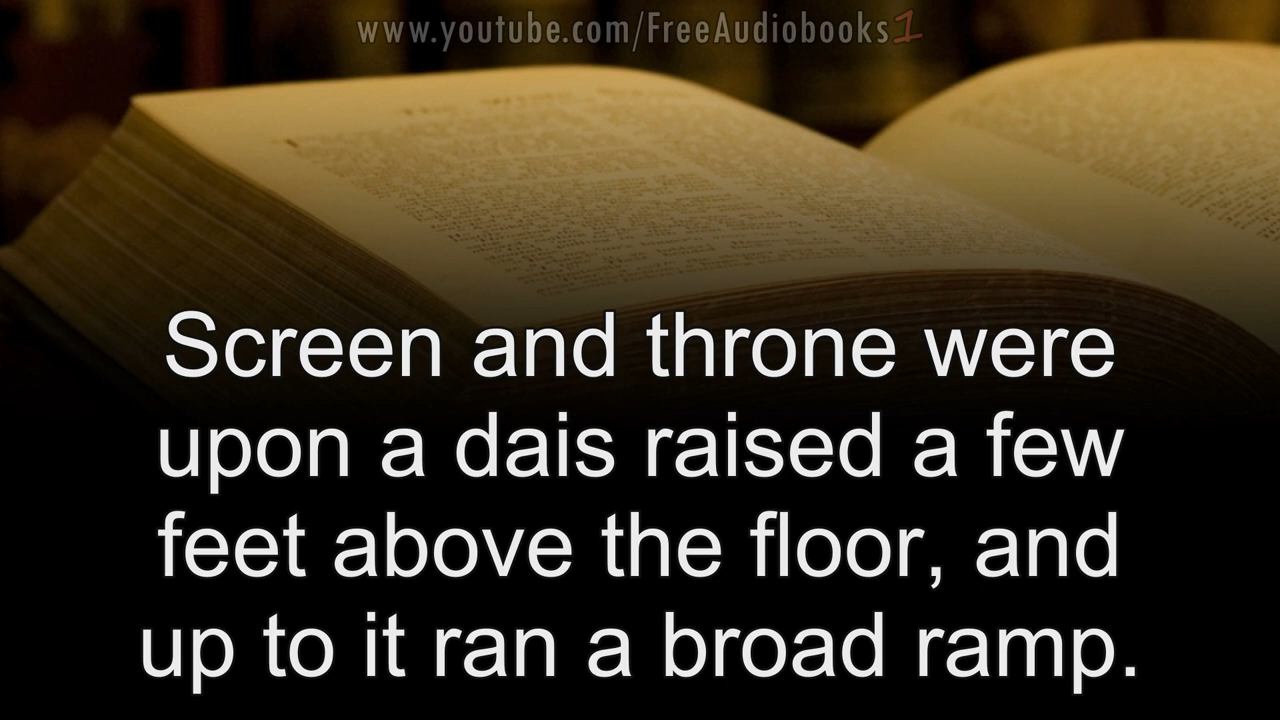 www.youtube.com/FreeAudiobooks1
Screen and throne were
upon a dais raised a few
feet above the floor, and
up to it ran a broad ramp.